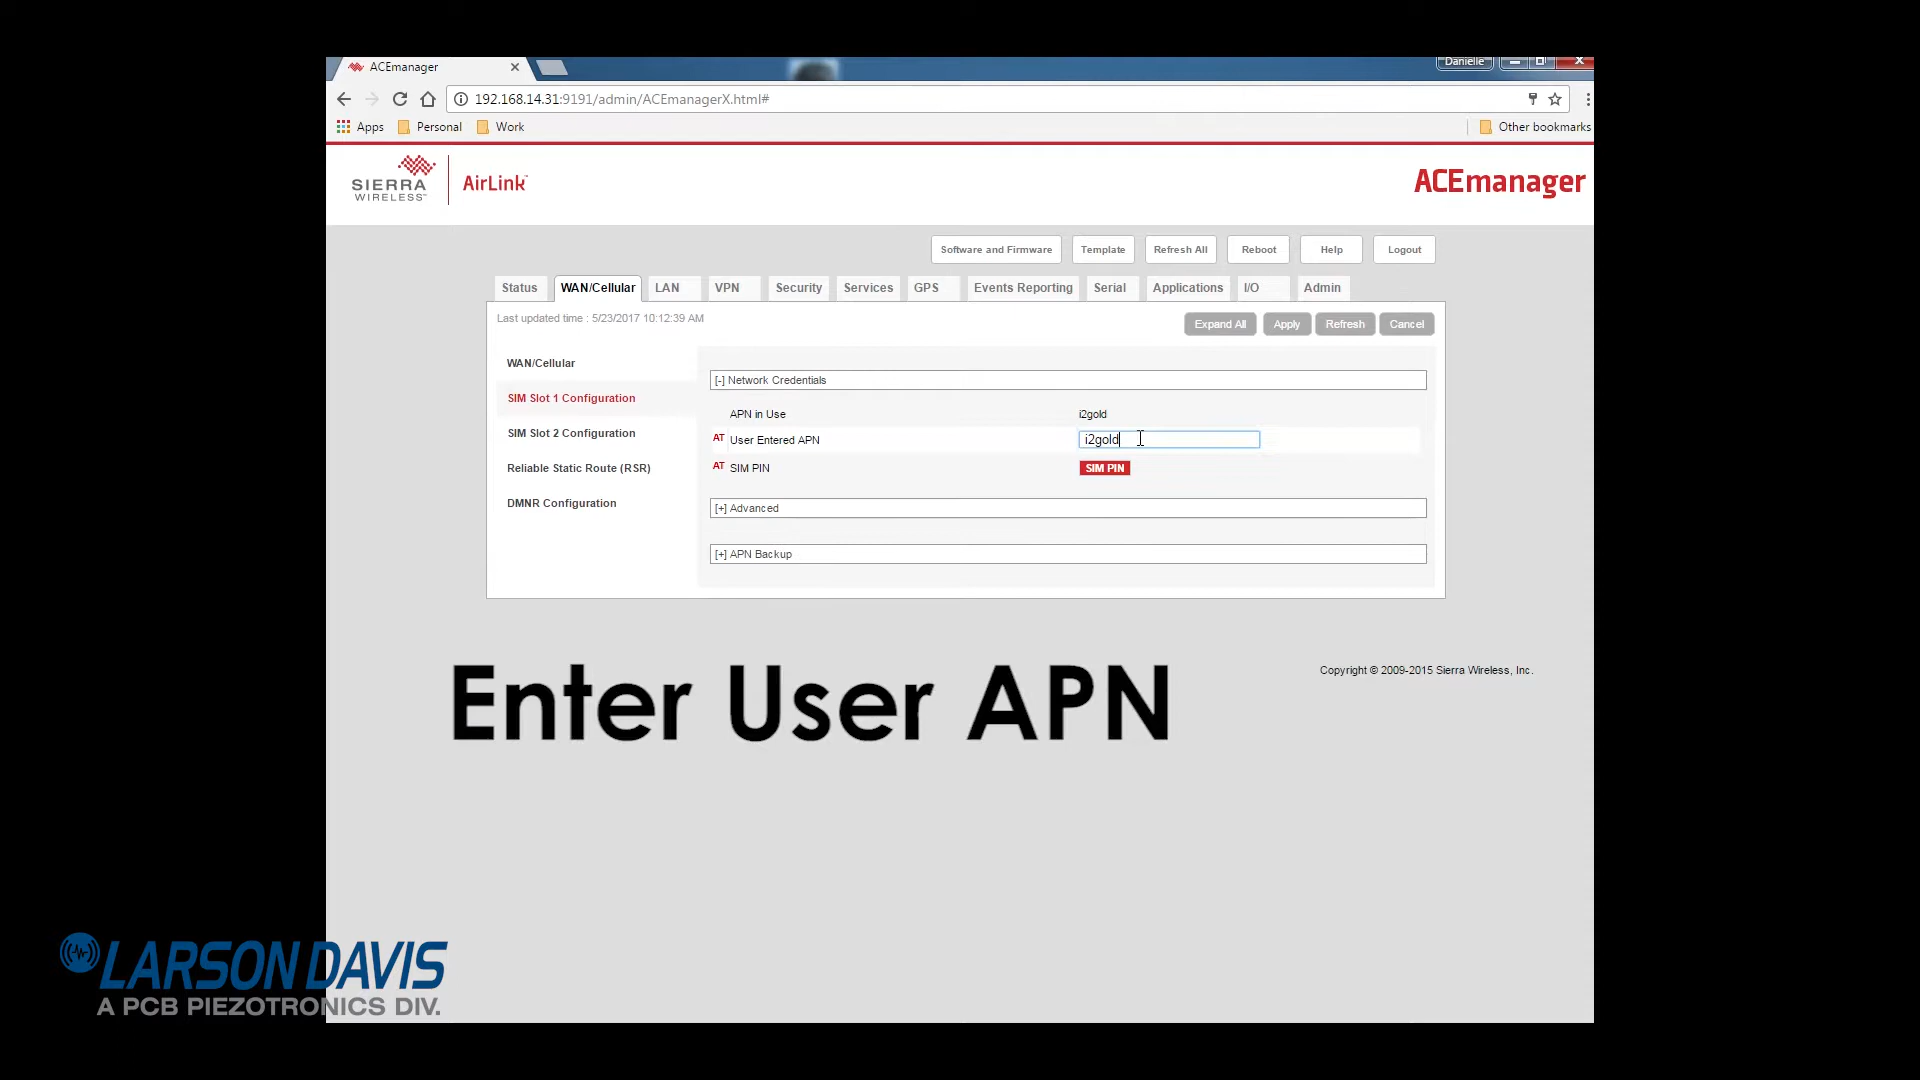 ACEmanager
Danielle
192.168.14.31:9191/admin/ACEmanagerX.html#
Apps Personal Work Other bookmarks
SIERRA WIRELESS™ AirLink™ ACEmanager
Software and Firmware Template Refresh All Reboot Help Logout
Status WAN/Cellular LAN VPN Security Services GPS Events Reporting Serial Applications I/O Admin
Last updated time : 5/23/2017 10:12:39 AM
Expand All Apply Refresh Cancel
WAN/Cellular
SIM Slot 1 Configuration
SIM Slot 2 Configuration
Reliable Static Route (RSR)
DMNR Configuration
[-] Network Credentials
APN in Use i2gold
AT User Entered APN i2gold
AT SIM PIN SIM PIN
[+] Advanced
[+] APN Backup
Copyright © 2009-2015 Sierra Wireless, Inc.
Enter User APN
LARSON DAVIS
A PCB PIEZOTRONICS DIV.